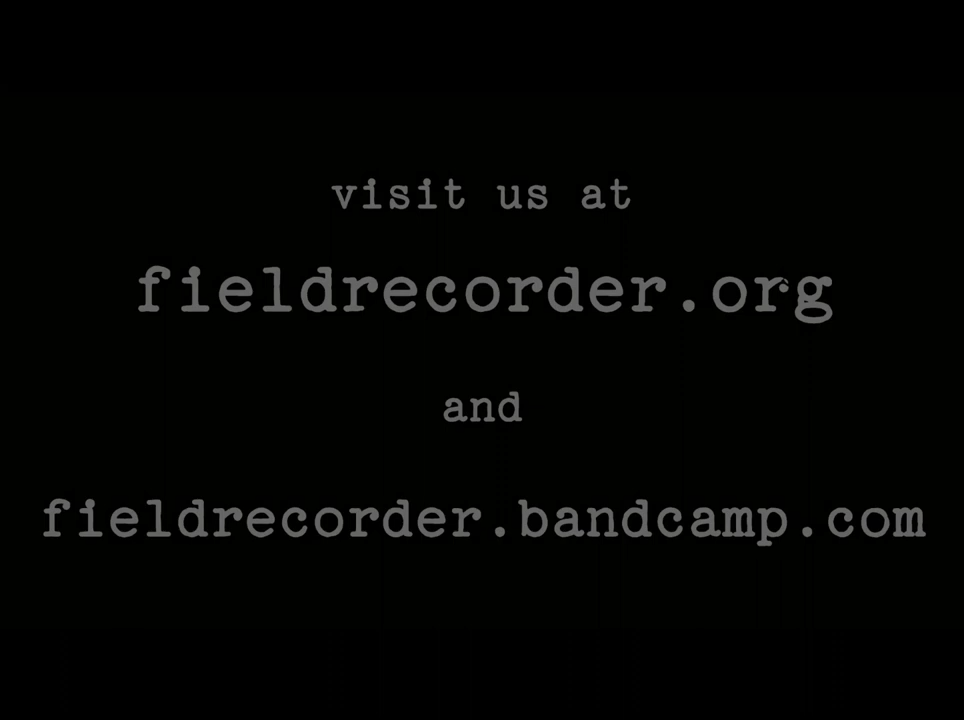 visit us at
fieldrecorder.org
and
fieldrecorder.bandcamp.com